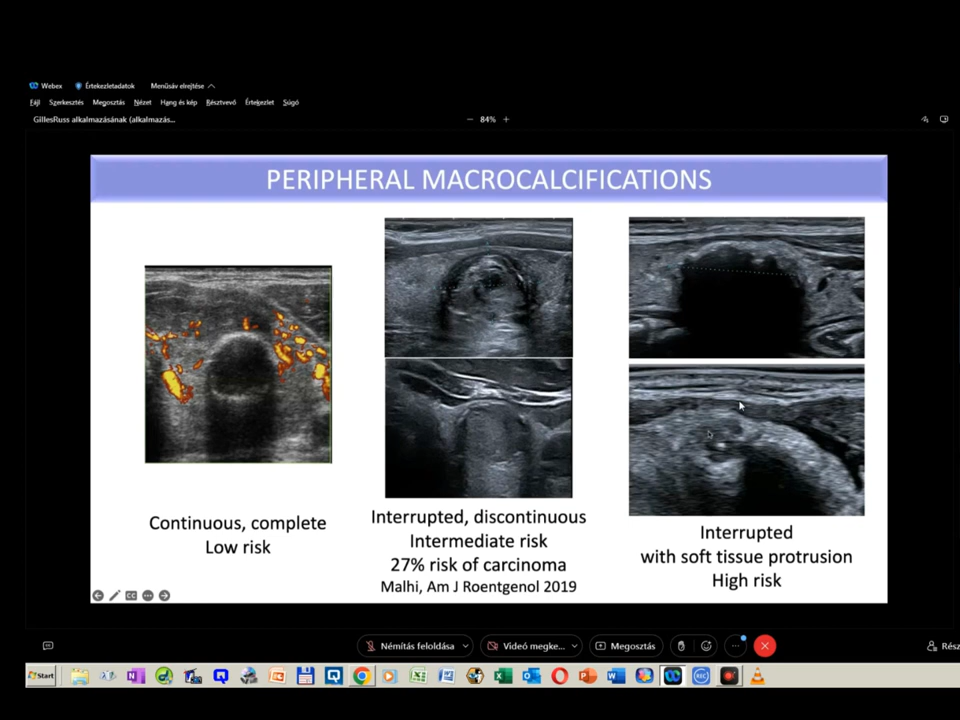 Webex
Értekezletadatok
Menüsáv elrejtése
Fájl Szerkesztés Megosztás Nézet Hang és kép Résztvevő Értekezlet Súgó
GillesRuss alkalmazásának (alkalmazás...
84%
PERIPHERAL MACROCALCIFICATIONS
Continuous, complete
Low risk
Interrupted, discontinuous
Intermediate risk
27% risk of carcinoma
Malhi, Am J Roentgenol 2019
Interrupted
with soft tissue protrusion
High risk
CC
Némítás feloldása
Videó megke...
Megosztás
Rész
Start
REC